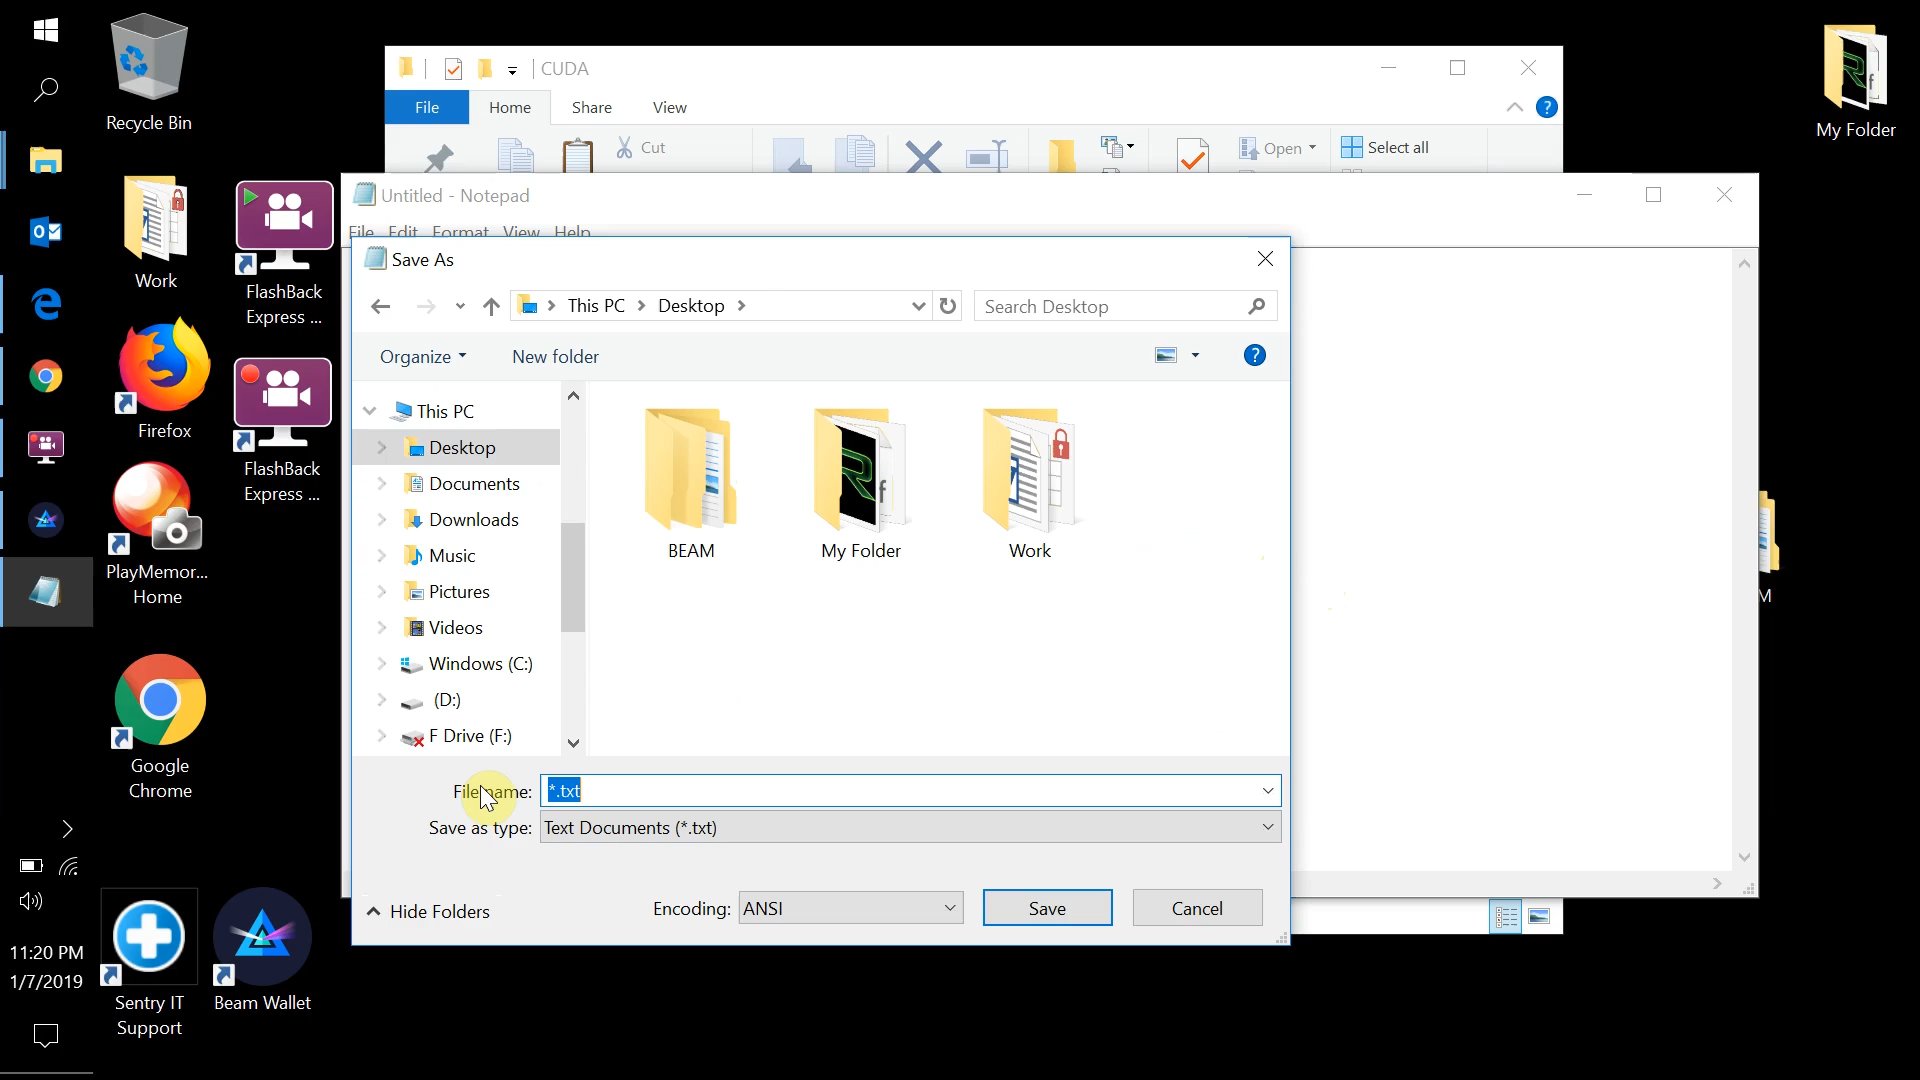 Recycle Bin
Work
FlashBack
Express ...
Firefox
FlashBack
Express ...
PlayMemor...
Home
Google
Chrome
11:20 PM
1/7/2019
Sentry IT
Support
Beam Wallet
My Folder
CUDA
File Home Share View
Cut
Open
Select all
Untitled - Notepad
File Edit Format View Help
Save As
This PC Desktop
Search Desktop
Organize New folder
This PC
Desktop
Documents
Downloads
Music
Pictures
Videos
Windows (C:)
(D:)
F Drive (F:)
BEAM
My Folder
Work
File name: *.txt
Save as type: Text Documents (*.txt)
Hide Folders
Encoding: ANSI
Save
Cancel
M